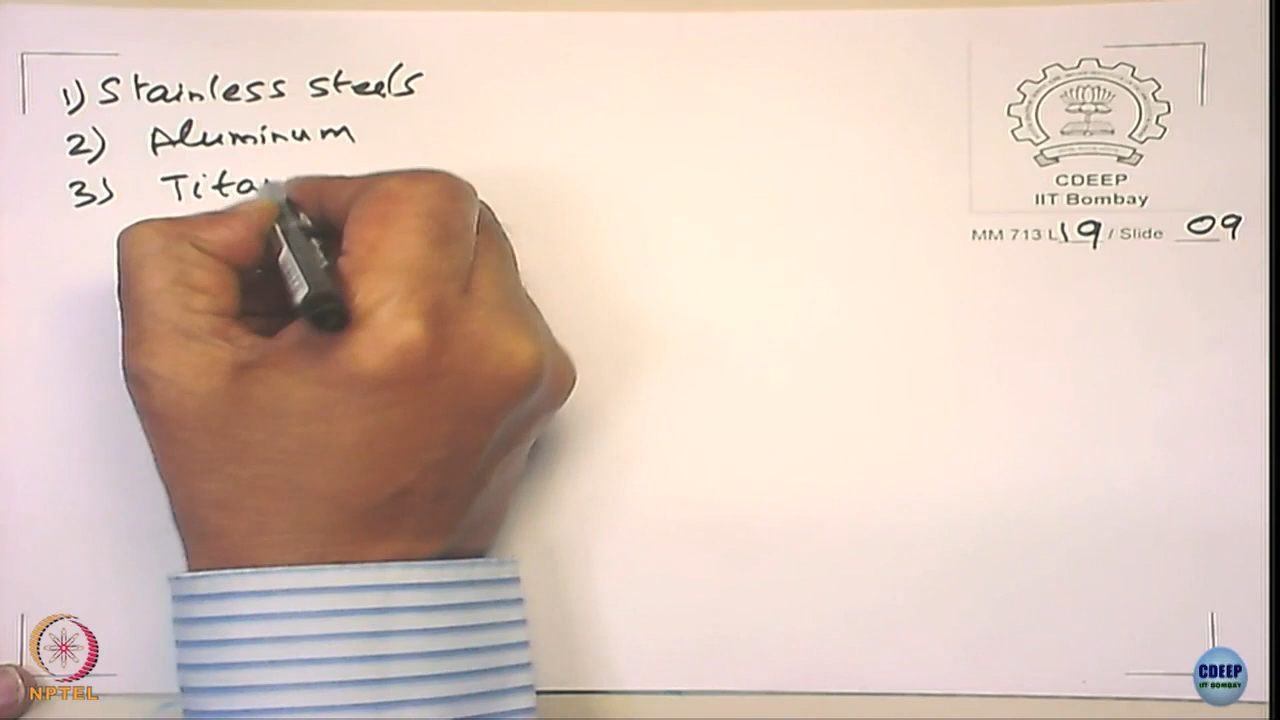 1) Stainless steels
2) Aluminum
3) Tita
CDEEP
IIT Bombay
MM 713 L 19 / Slide 09
NPTEL
CDEEP
IIT BOMBAY